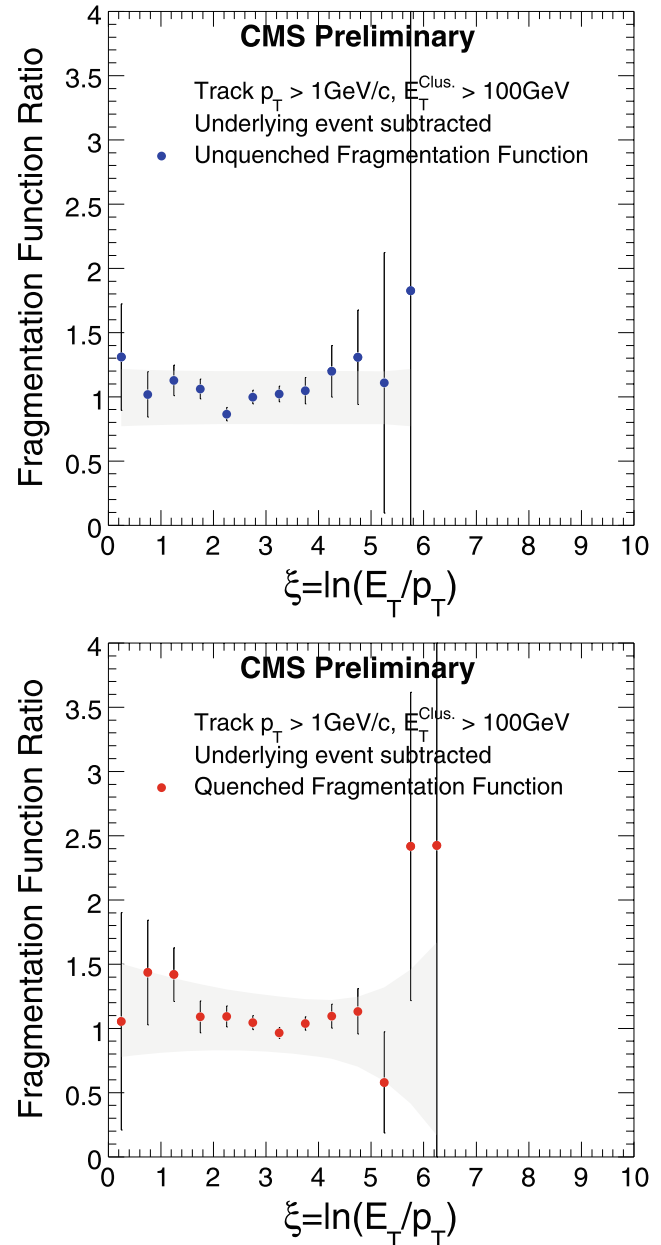 CMS Preliminary
Track p_T > 1GeV/c, E_T^Clus. > 100GeV
Underlying event subtracted
Unquenched Fragmentation Function
Fragmentation Function Ratio
4
3.5
3
2.5
2
1.5
1
0.5
0
0 1 2 3 4 5 6 7 8 9 10
ξ=ln(E_T/p_T)
CMS Preliminary
Track p_T > 1GeV/c, E_T^Clus. > 100GeV
Underlying event subtracted
Quenched Fragmentation Function
Fragmentation Function Ratio
4
3.5
3
2.5
2
1.5
1
0.5
0
0 1 2 3 4 5 6 7 8 9 10
ξ=ln(E_T/p_T)